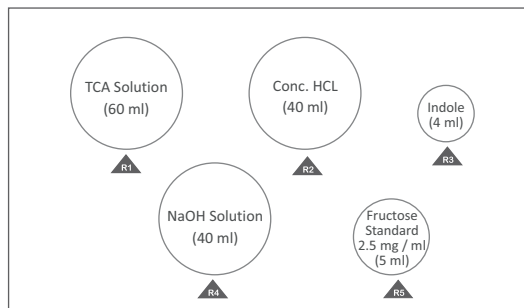 TCA Solution
(60 ml)
R1
Conc. HCL
(40 ml)
R2
Indole
(4 ml)
R3
NaOH Solution
(40 ml)
R4
Fructose
Standard
2.5 mg / ml
(5 ml)
R5